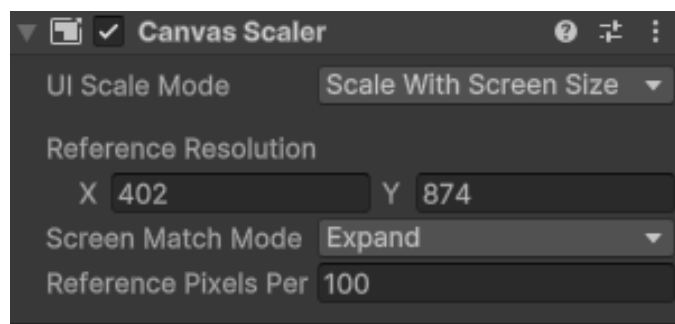 Canvas Scaler
UI Scale Mode Scale With Screen Size
Reference Resolution
X 402 Y 874
Screen Match Mode Expand
Reference Pixels Per 100